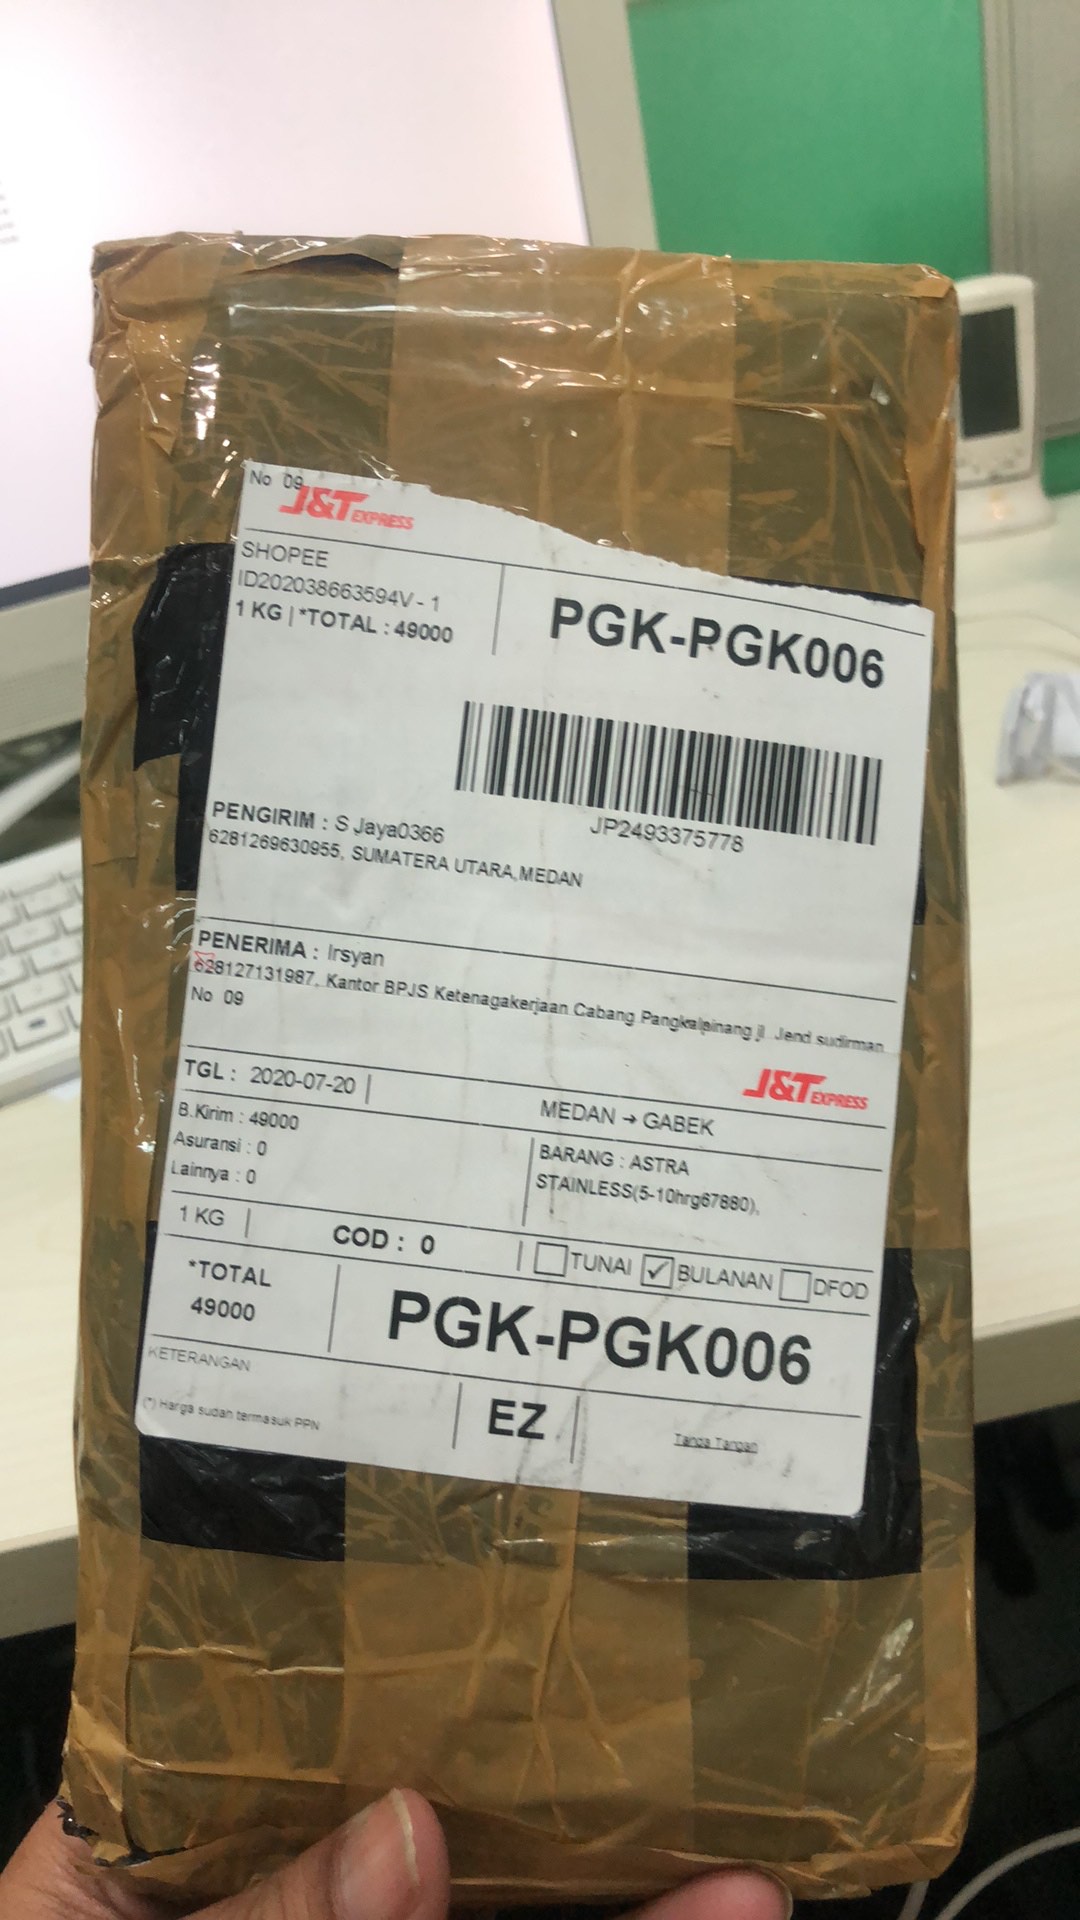 No 09
J&T EXPRESS
SHOPEE
ID202038663594V - 1
1 KG | *TOTAL : 49000
PGK-PGK006
JP2493375778
PENGIRIM : S Jaya0366
6281269630955, SUMATERA UTARA,MEDAN
PENERIMA : Irsyan
628127131987, Kantor BPJS Ketenagakerjaan Cabang Pangkalpinang jl. Jend sudirman
No 09
J&T EXPRESS
TGL : 2020-07-20 |
MEDAN → GABEK
B.Kirim : 49000
Asuransi : 0
Lainnya : 0
BARANG : ASTRA
STAINLESS(5-10hrg67880),
1 KG |
COD : 0
TUNAI ✓ BULANAN DFOD
*TOTAL
49000
PGK-PGK006
KETERANGAN
(*) Harga sudah termasuk PPN
EZ
Tanda Tangan